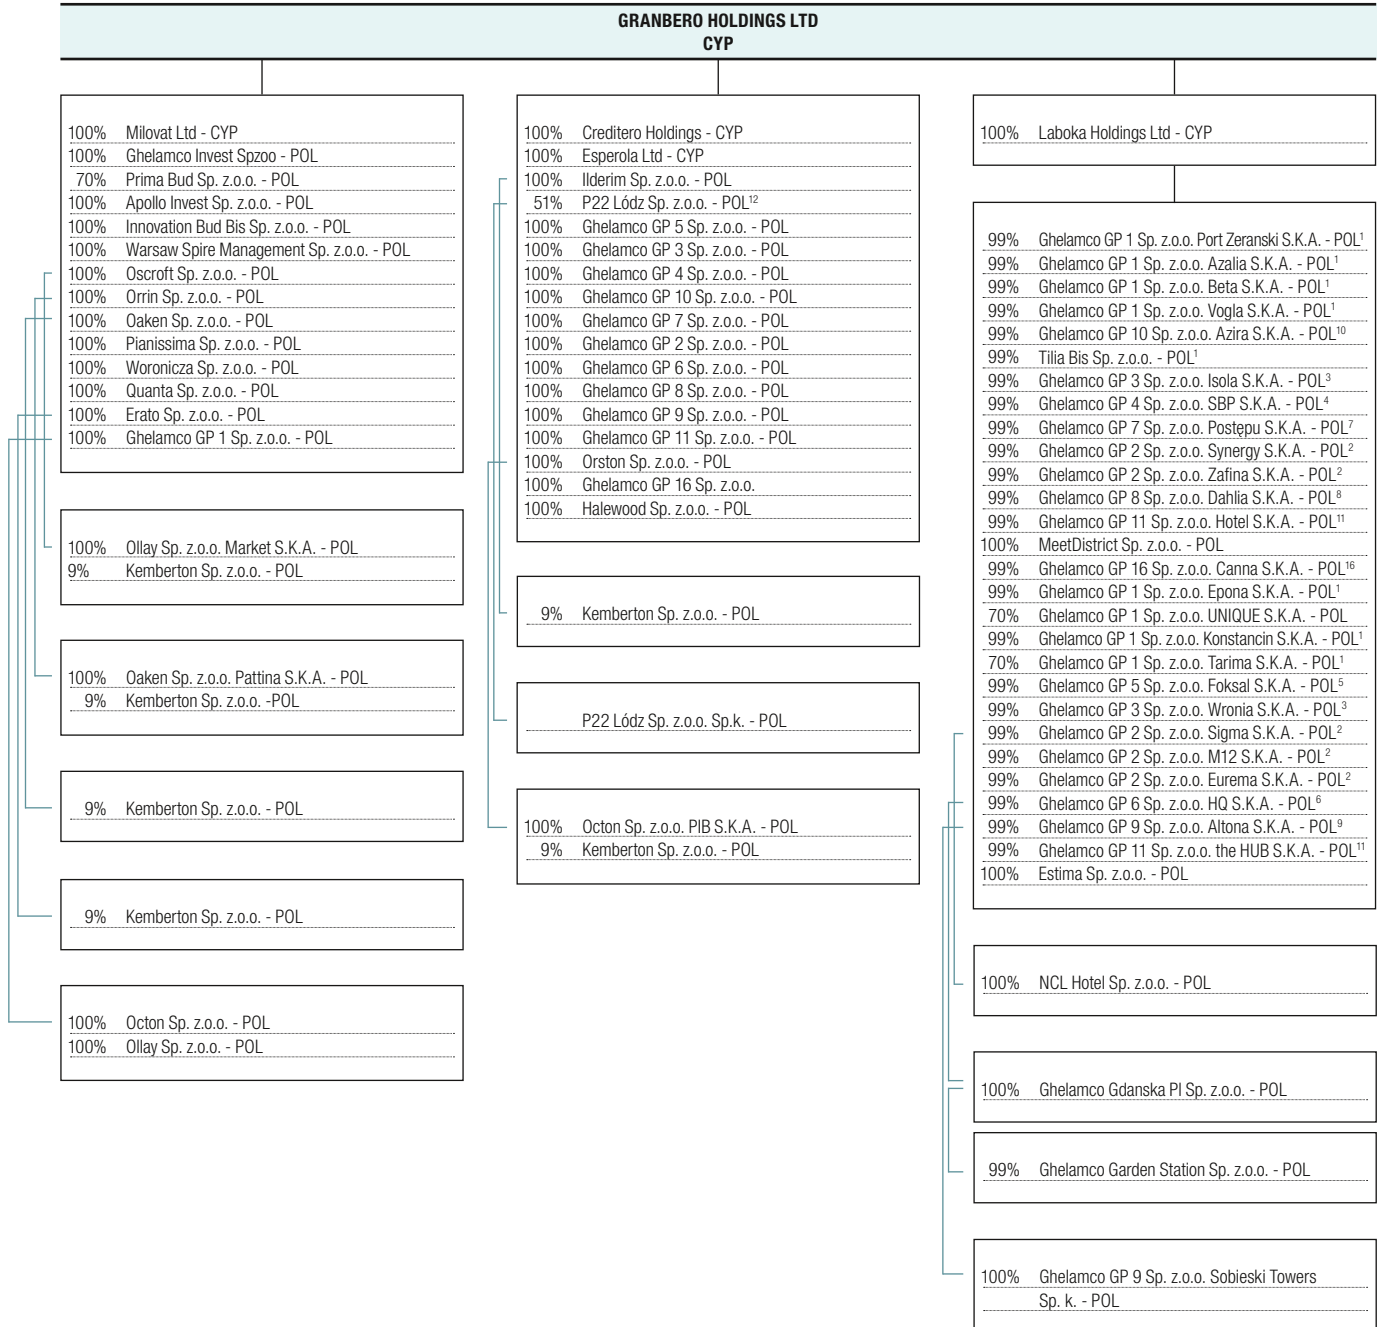 GRANBERO HOLDINGS LTD
CYP
100% Milovat Ltd - CYP
100% Ghelamco Invest Spzoo - POL
70% Prima Bud Sp. z.o.o. - POL
100% Apollo Invest Sp. z.o.o. - POL
100% Innovation Bud Bis Sp. z.o.o. - POL
100% Warsaw Spire Management Sp. z.o.o. - POL
100% Oscroft Sp. z.o.o. - POL
100% Orrin Sp. z.o.o. - POL
100% Oaken Sp. z.o.o. - POL
100% Pianissima Sp. z.o.o. - POL
100% Woronicza Sp. z.o.o. - POL
100% Quanta Sp. z.o.o. - POL
100% Erato Sp. z.o.o. - POL
100% Ghelamco GP 1 Sp. z.o.o. - POL
100% Ollay Sp. z.o.o. Market S.K.A. - POL
9% Kemberton Sp. z.o.o. - POL
100% Oaken Sp. z.o.o. Pattina S.K.A. - POL
9% Kemberton Sp. z.o.o. -POL
9% Kemberton Sp. z.o.o. - POL
9% Kemberton Sp. z.o.o. - POL
100% Octon Sp. z.o.o. - POL
100% Ollay Sp. z.o.o. - POL
100% Creditero Holdings - CYP
100% Esperola Ltd - CYP
100% Ilderim Sp. z.o.o. - POL
51% P22 Lódz Sp. z.o.o. - POL¹²
100% Ghelamco GP 5 Sp. z.o.o. - POL
100% Ghelamco GP 3 Sp. z.o.o. - POL
100% Ghelamco GP 4 Sp. z.o.o. - POL
100% Ghelamco GP 10 Sp. z.o.o. - POL
100% Ghelamco GP 7 Sp. z.o.o. - POL
100% Ghelamco GP 2 Sp. z.o.o. - POL
100% Ghelamco GP 6 Sp. z.o.o. - POL
100% Ghelamco GP 8 Sp. z.o.o. - POL
100% Ghelamco GP 9 Sp. z.o.o. - POL
100% Ghelamco GP 11 Sp. z.o.o. - POL
100% Orston Sp. z.o.o. - POL
100% Ghelamco GP 16 Sp. z.o.o.
100% Halewood Sp. z.o.o. - POL
9% Kemberton Sp. z.o.o. - POL
P22 Lódz Sp. z.o.o. Sp.k. - POL
100% Octon Sp. z.o.o. PIB S.K.A. - POL
9% Kemberton Sp. z.o.o. - POL
100% Laboka Holdings Ltd - CYP
99% Ghelamco GP 1 Sp. z.o.o. Port Zeranski S.K.A. - POL¹
99% Ghelamco GP 1 Sp. z.o.o. Azalia S.K.A. - POL¹
99% Ghelamco GP 1 Sp. z.o.o. Beta S.K.A. - POL¹
99% Ghelamco GP 1 Sp. z.o.o. Vogla S.K.A. - POL¹
99% Ghelamco GP 10 Sp. z.o.o. Azira S.K.A. - POL¹⁰
99% Tilia Bis Sp. z.o.o. - POL¹
99% Ghelamco GP 3 Sp. z.o.o. Isola S.K.A. - POL³
99% Ghelamco GP 4 Sp. z.o.o. SBP S.K.A. - POL⁴
99% Ghelamco GP 7 Sp. z.o.o. Postępu S.K.A. - POL⁷
99% Ghelamco GP 2 Sp. z.o.o. Synergy S.K.A. - POL²
99% Ghelamco GP 2 Sp. z.o.o. Zafina S.K.A. - POL²
99% Ghelamco GP 8 Sp. z.o.o. Dahlia S.K.A. - POL⁸
99% Ghelamco GP 11 Sp. z.o.o. Hotel S.K.A. - POL¹¹
100% MeetDistrict Sp. z.o.o. - POL
99% Ghelamco GP 16 Sp. z.o.o. Canna S.K.A. - POL¹⁶
99% Ghelamco GP 1 Sp. z.o.o. Epona S.K.A. - POL¹
70% Ghelamco GP 1 Sp. z.o.o. UNIQUE S.K.A. - POL
99% Ghelamco GP 1 Sp. z.o.o. Konstancin S.K.A. - POL¹
70% Ghelamco GP 1 Sp. z.o.o. Tarima S.K.A. - POL¹
99% Ghelamco GP 5 Sp. z.o.o. Foksal S.K.A. - POL⁵
99% Ghelamco GP 3 Sp. z.o.o. Wronia S.K.A. - POL³
99% Ghelamco GP 2 Sp. z.o.o. Sigma S.K.A. - POL²
99% Ghelamco GP 2 Sp. z.o.o. M12 S.K.A. - POL²
99% Ghelamco GP 2 Sp. z.o.o. Eurema S.K.A. - POL²
99% Ghelamco GP 6 Sp. z.o.o. HQ S.K.A. - POL⁶
99% Ghelamco GP 9 Sp. z.o.o. Altona S.K.A. - POL⁹
99% Ghelamco GP 11 Sp. z.o.o. the HUB S.K.A. - POL¹¹
100% Estima Sp. z.o.o. - POL
100% NCL Hotel Sp. z.o.o. - POL
100% Ghelamco Gdanska PI Sp. z.o.o. - POL
99% Ghelamco Garden Station Sp. z.o.o. - POL
100% Ghelamco GP 9 Sp. z.o.o. Sobieski Towers
Sp. k. - POL